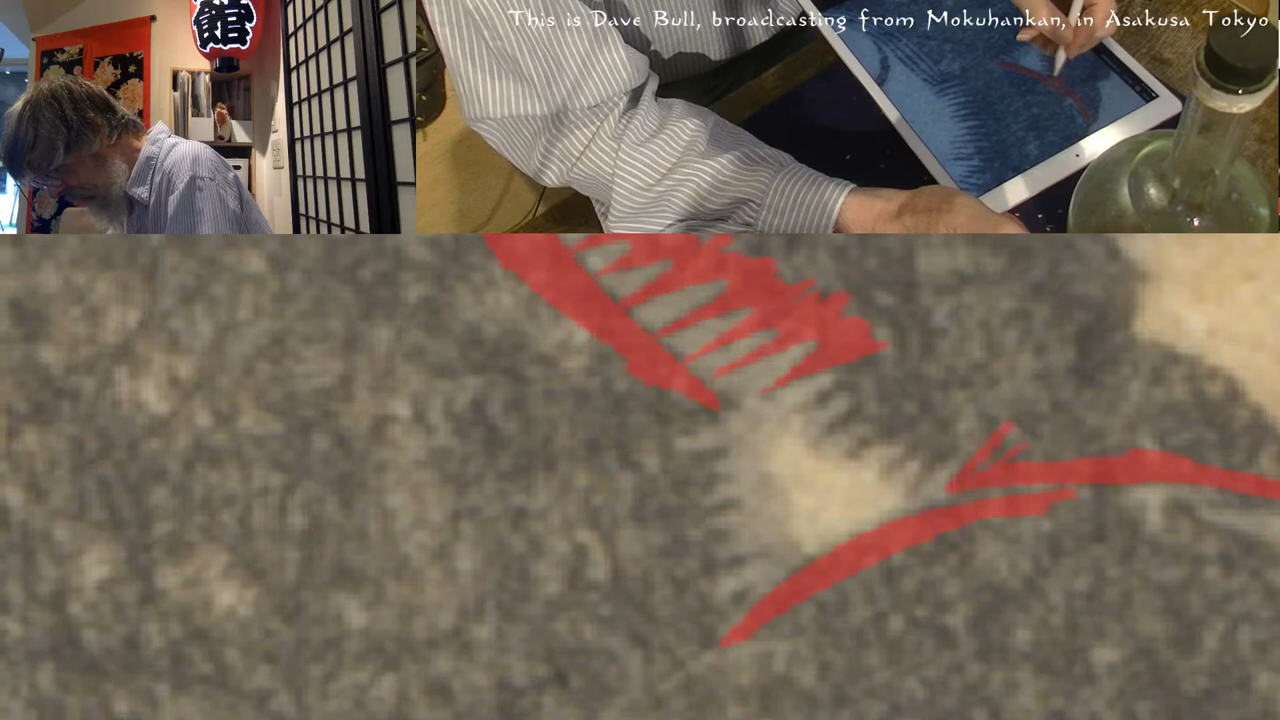 館
This is Dave Bull, broadcasting from Mokuhankan, in Asakusa Tokyo